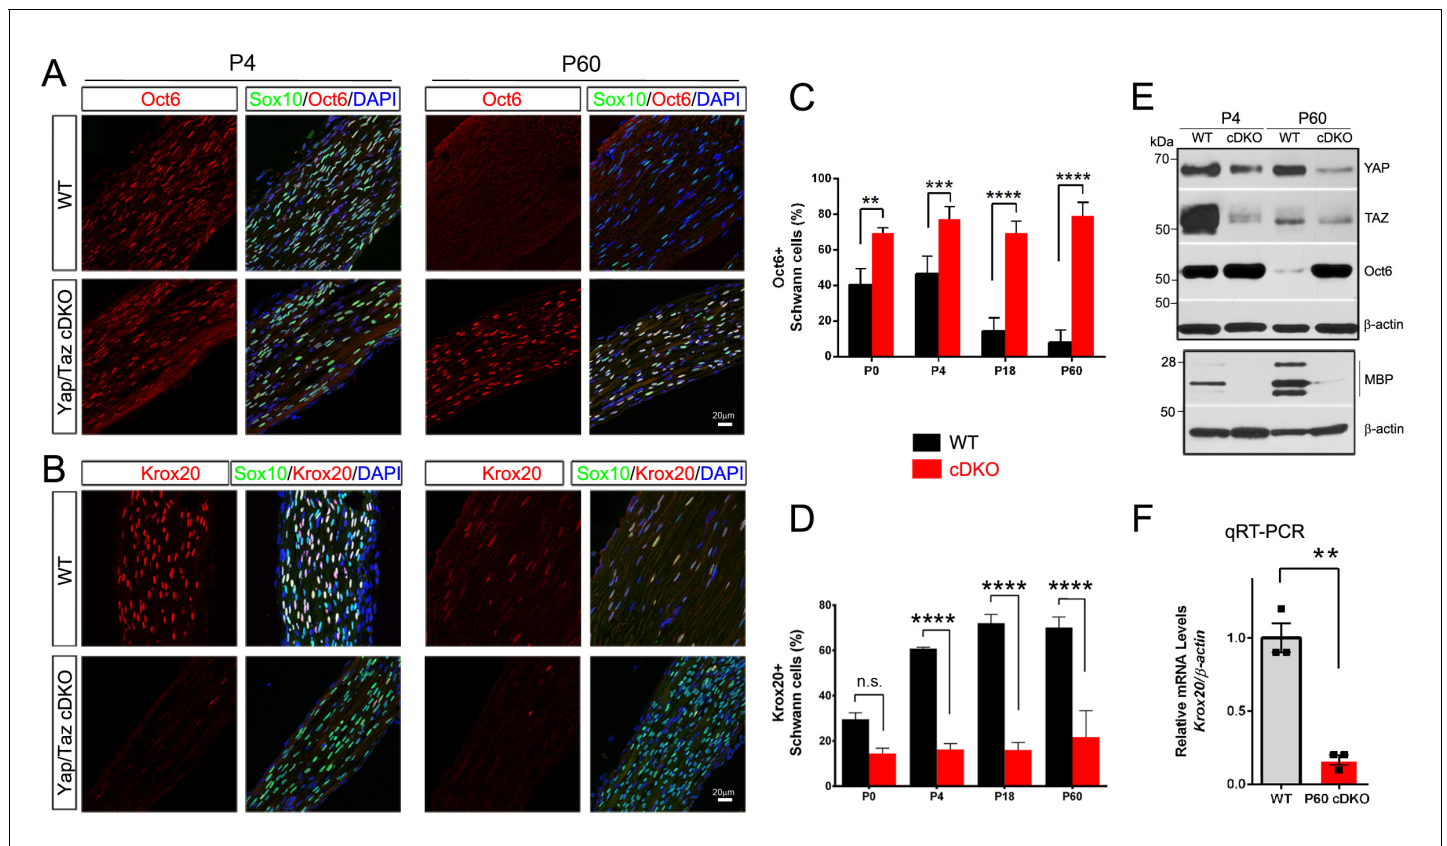 A
P4
P60
Oct6
Sox10/Oct6/DAPI
Oct6
Sox10/Oct6/DAPI
WT
Yap/Taz cDKO
20μm
B
Krox20
Sox10/Krox20/DAPI
Krox20
Sox10/Krox20/DAPI
WT
Yap/Taz cDKO
20μm
C
Oct6+
Schwann cells (%)
100
80
60
40
20
0
**
***
****
****
P0
P4
P18
P60
WT
cDKO
D
Krox20+
Schwann cells (%)
80
60
40
20
0
n.s.
****
****
****
P0
P4
P18
P60
E
P4
P60
kDa
WT
cDKO
WT
cDKO
70
YAP
50
TAZ
50
Oct6
50
β-actin
28
MBP
50
β-actin
F
qRT-PCR
**
Relative mRNA Levels
Krox20/β-actin
1.0
0.5
0.0
WT
P60 cDKO